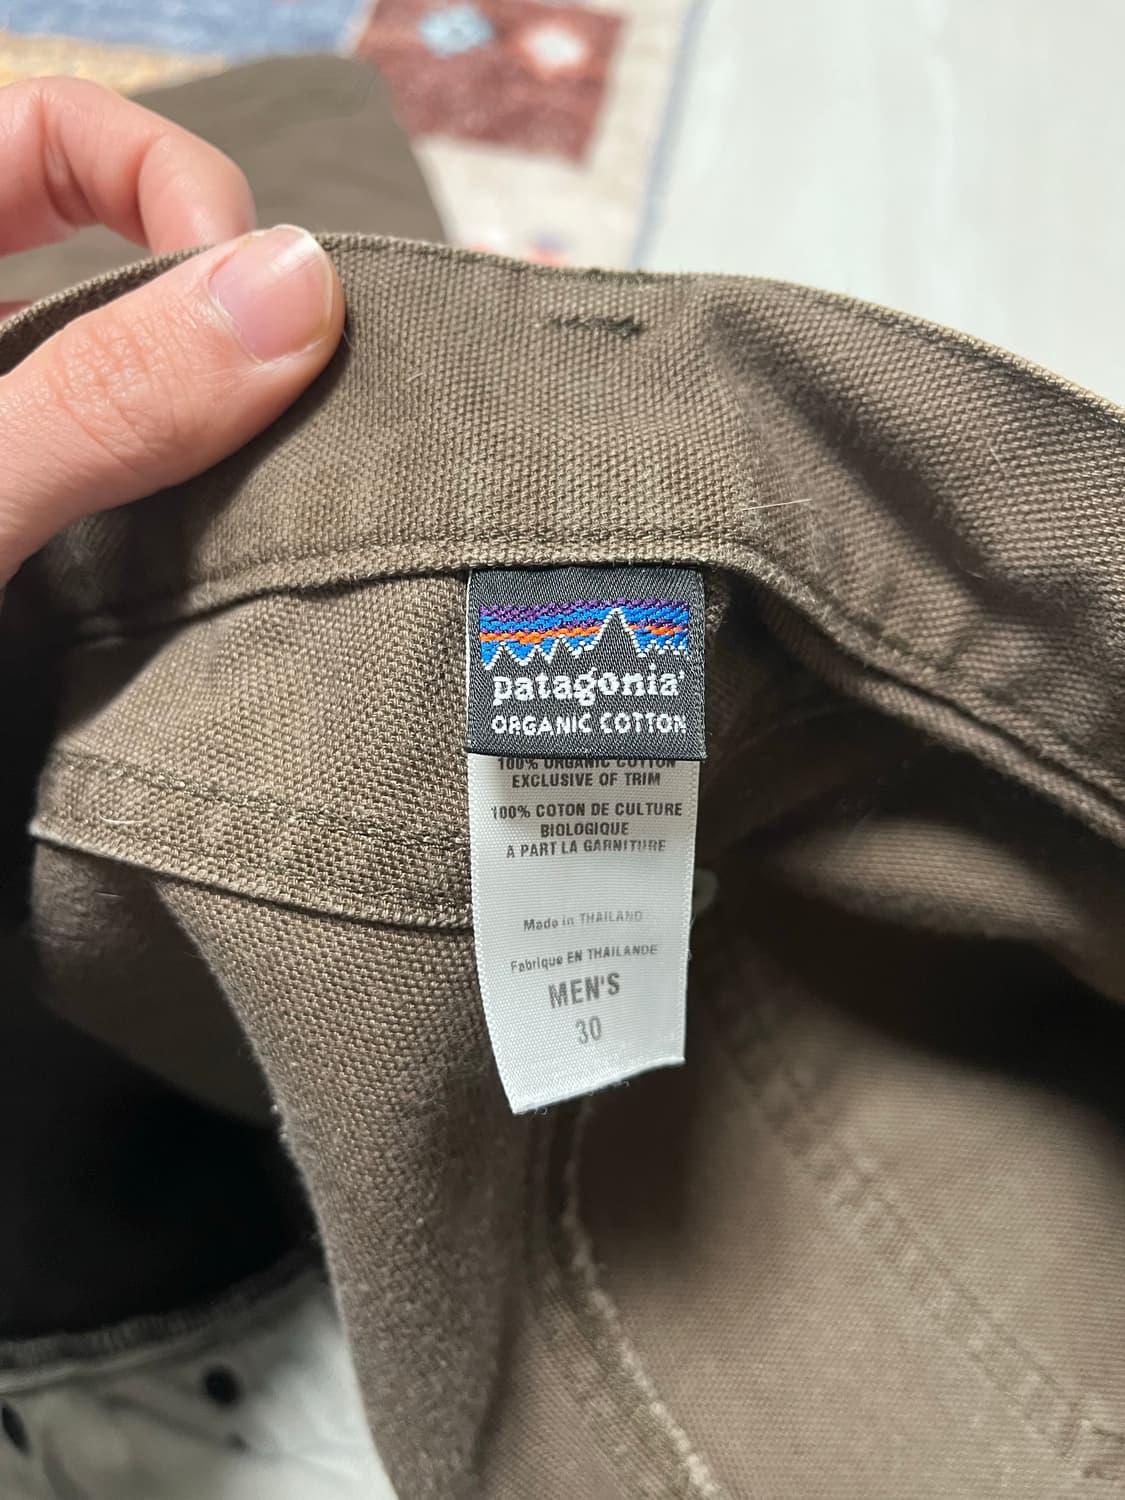 patagonia
ORGANIC COTTON
100% ORGANIC COTTON
EXCLUSIVE OF TRIM
100% COTON DE CULTURE
BIOLOGIQUE
A PART LA GARNITURE
Made in THAILAND
Fabrique EN THAILANDE
MEN'S
30